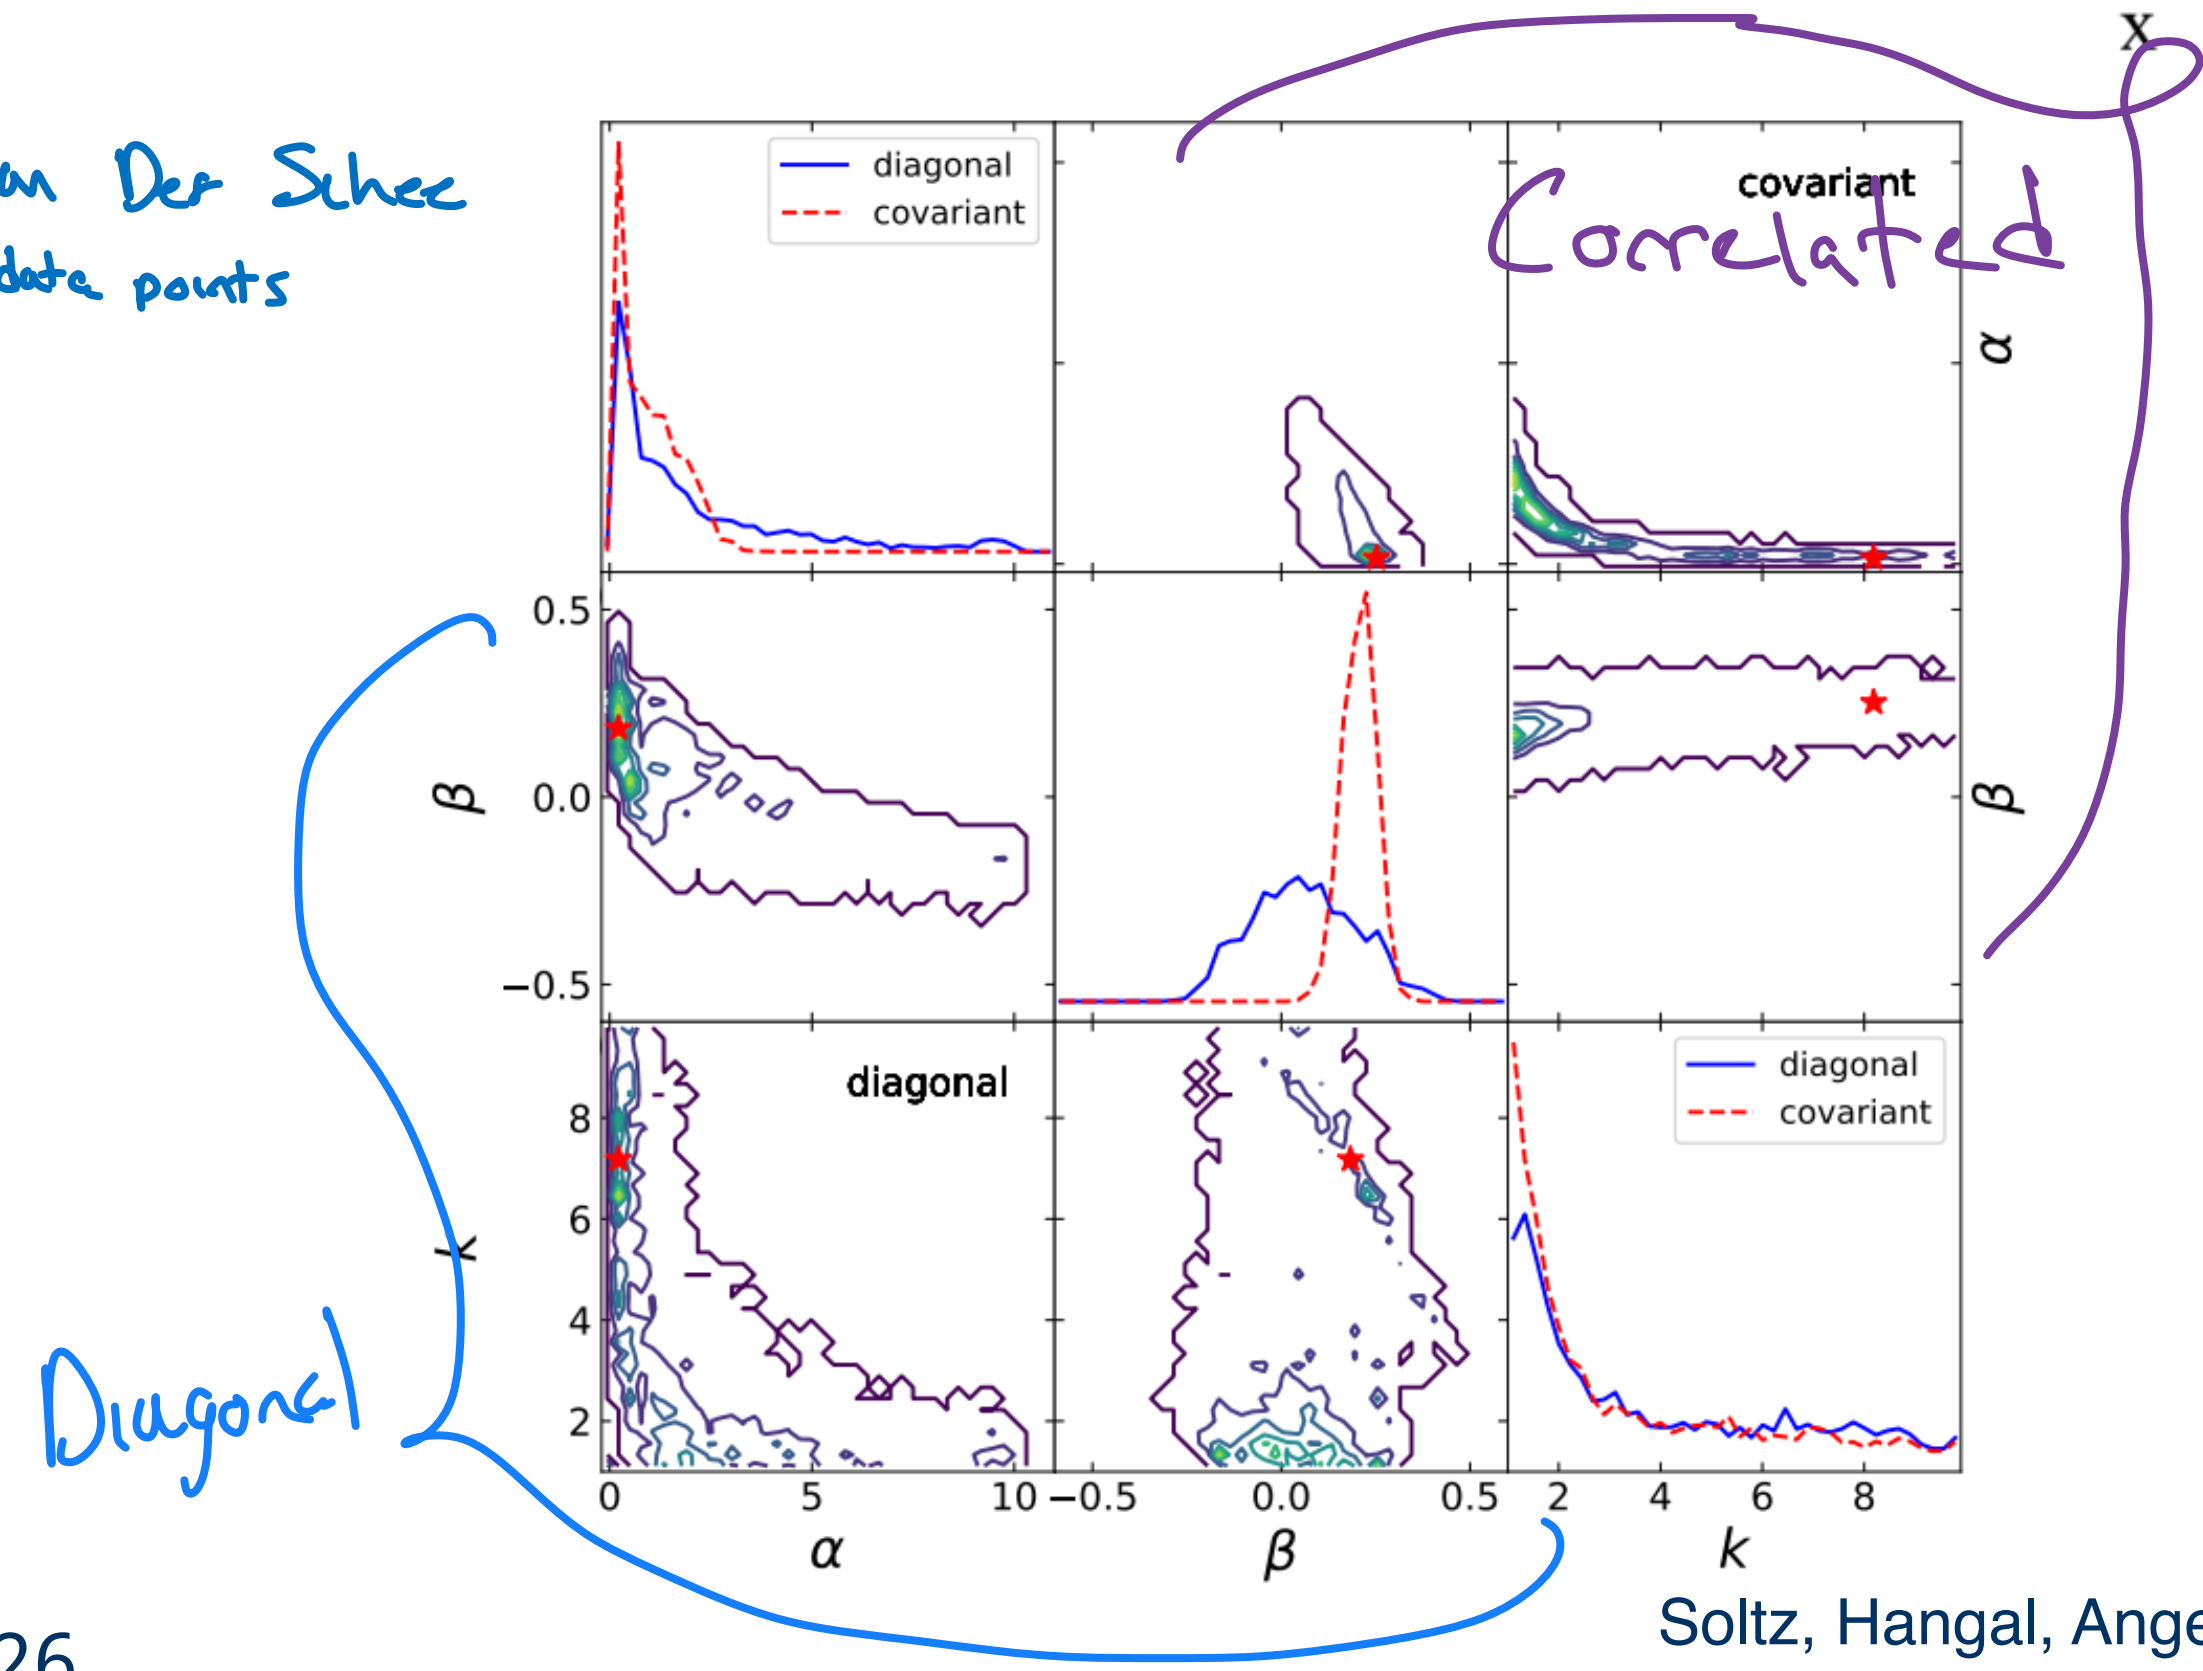 x
Der Schee
data points
diagonal
covariant
covariant
Correlated
α
0.5
0.0
−0.5
β
β
diagonal
8
6
4
2
k
diagonal
covariant
Diagonal
0 5 10 −0.5 0.0 0.5 2 4 6 8
α β k
Soltz, Hangal, Ange
26